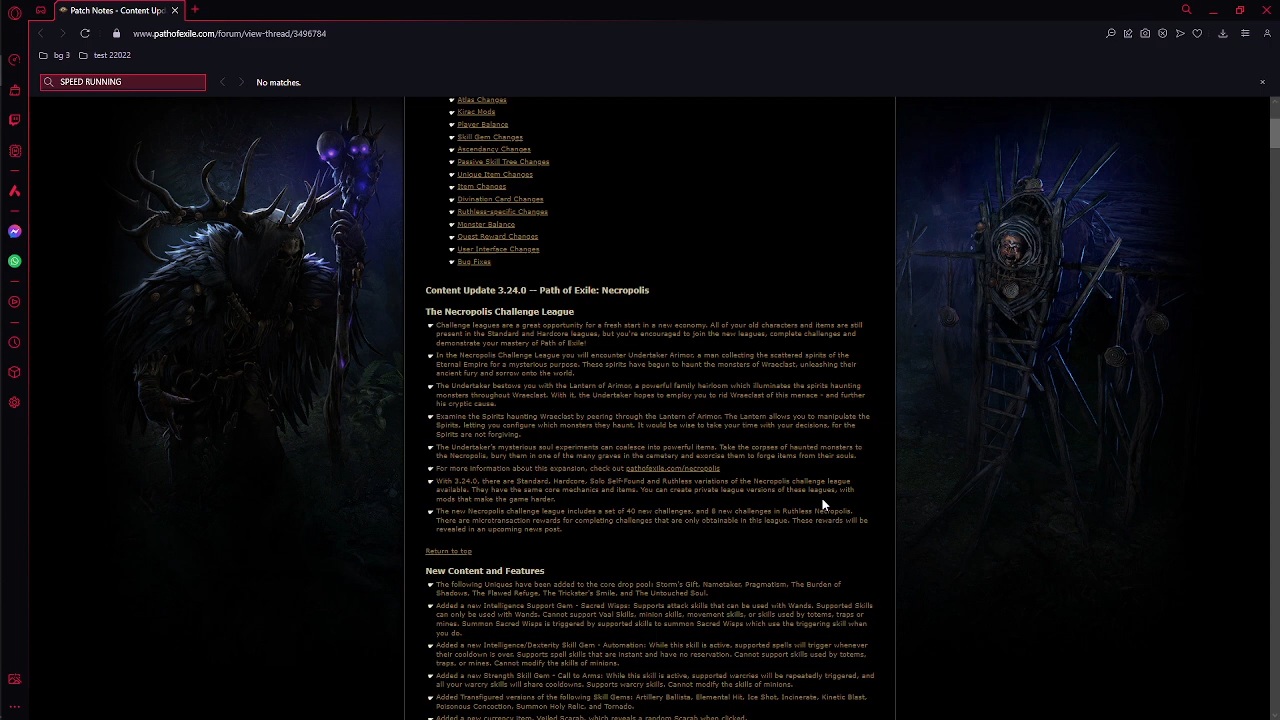 Patch Notes - Content Upd
www.pathofexile.com/forum/view-thread/3496784
bg 3
test 22022
SPEED RUNNING
No matches.
Atlas Changes
Kirac Mods
Player Balance
Skill Gem Changes
Ascendancy Changes
Passive Skill Tree Changes
Unique Item Changes
Item Changes
Divination Card Changes
Ruthless-specific Changes
Monster Balance
Quest Reward Changes
User Interface Changes
Bug Fixes
Content Update 3.24.0 — Path of Exile: Necropolis
The Necropolis Challenge League
Challenge leagues are a great opportunity for a fresh start in a new economy. All of your old characters and items are still
present in the Standard and Hardcore leagues, but you're encouraged to join the new leagues, complete challenges and
demonstrate your mastery of Path of Exile!
In the Necropolis Challenge League you will encounter Undertaker Arimor, a man collecting the scattered spirits of the
Eternal Empire for a mysterious purpose. These spirits have begun to haunt the monsters of Wraeclast, unleashing their
ancient fury and sorrow onto the world.
The Undertaker bestows you with the Lantern of Arimor, a powerful family heirloom which illuminates the spirits haunting
monsters throughout Wraeclast. With it, the Undertaker hopes to employ you to rid Wraeclast of this menace - and further
his cryptic cause.
Examine the Spirits haunting Wraeclast by peering through the Lantern of Arimor. The Lantern allows you to manipulate the
Spirits, letting you configure which monsters they haunt. It would be wise to take your time with your decisions, for the
Spirits are not forgiving.
The Undertaker's mysterious soul experiments can coalesce into powerful items. Take the corpses of haunted monsters to
the Necropolis, bury them in one of the many graves in the cemetery and exorcise them to forge items from their souls.
For more information about this expansion, check out pathofexile.com/necropolis
With 3.24.0, there are Standard, Hardcore, Solo Self-Found and Ruthless variations of the Necropolis challenge league
available. They have the same core mechanics and items. You can create private league versions of these leagues, with
mods that make the game harder.
The new Necropolis challenge league includes a set of 40 new challenges, and 8 new challenges in Ruthless Necropolis.
There are microtransaction rewards for completing challenges that are only obtainable in this league. These rewards will be
revealed in an upcoming news post.
Return to top
New Content and Features
The following Uniques have been added to the core drop pool: Storm's Gift, Nametaker, Pragmatism, The Burden of
Shadows, The Flawed Refuge, The Trickster's Smile, and The Untouched Soul.
Added a new Intelligence Support Gem - Sacred Wisps: Supports attack skills that can be used with Wands. Supported Skills
can only be used with Wands. Cannot support Vaal Skills, minion skills, movement skills, or skills used by totems, traps or
mines. Summon Sacred Wisps is triggered by supported skills to summon Sacred Wisps which use the triggering skill when
you do.
Added a new Intelligence/Dexterity Skill Gem - Automation: While this skill is active, supported spells will trigger whenever
their cooldown is over. Supports spell skills that are instant and have no reservation. Cannot support skills used by totems,
traps, or mines. Cannot modify the skills of minions.
Added a new Strength Skill Gem - Call to Arms: While this skill is active, supported warcries will be repeatedly triggered, and
all your warcry skills will share cooldowns. Supports warcry skills. Cannot modify the skills of minions.
Added Transfigured versions of the following Skill Gems: Artillery Ballista, Elemental Hit, Ice Shot, Incinerate, Kinetic Blast,
Poisonous Concoction, Summon Holy Relic, and Tornado.
Added a new currency item, Veiled Scarab, which reveals a random Scarab when clicked.